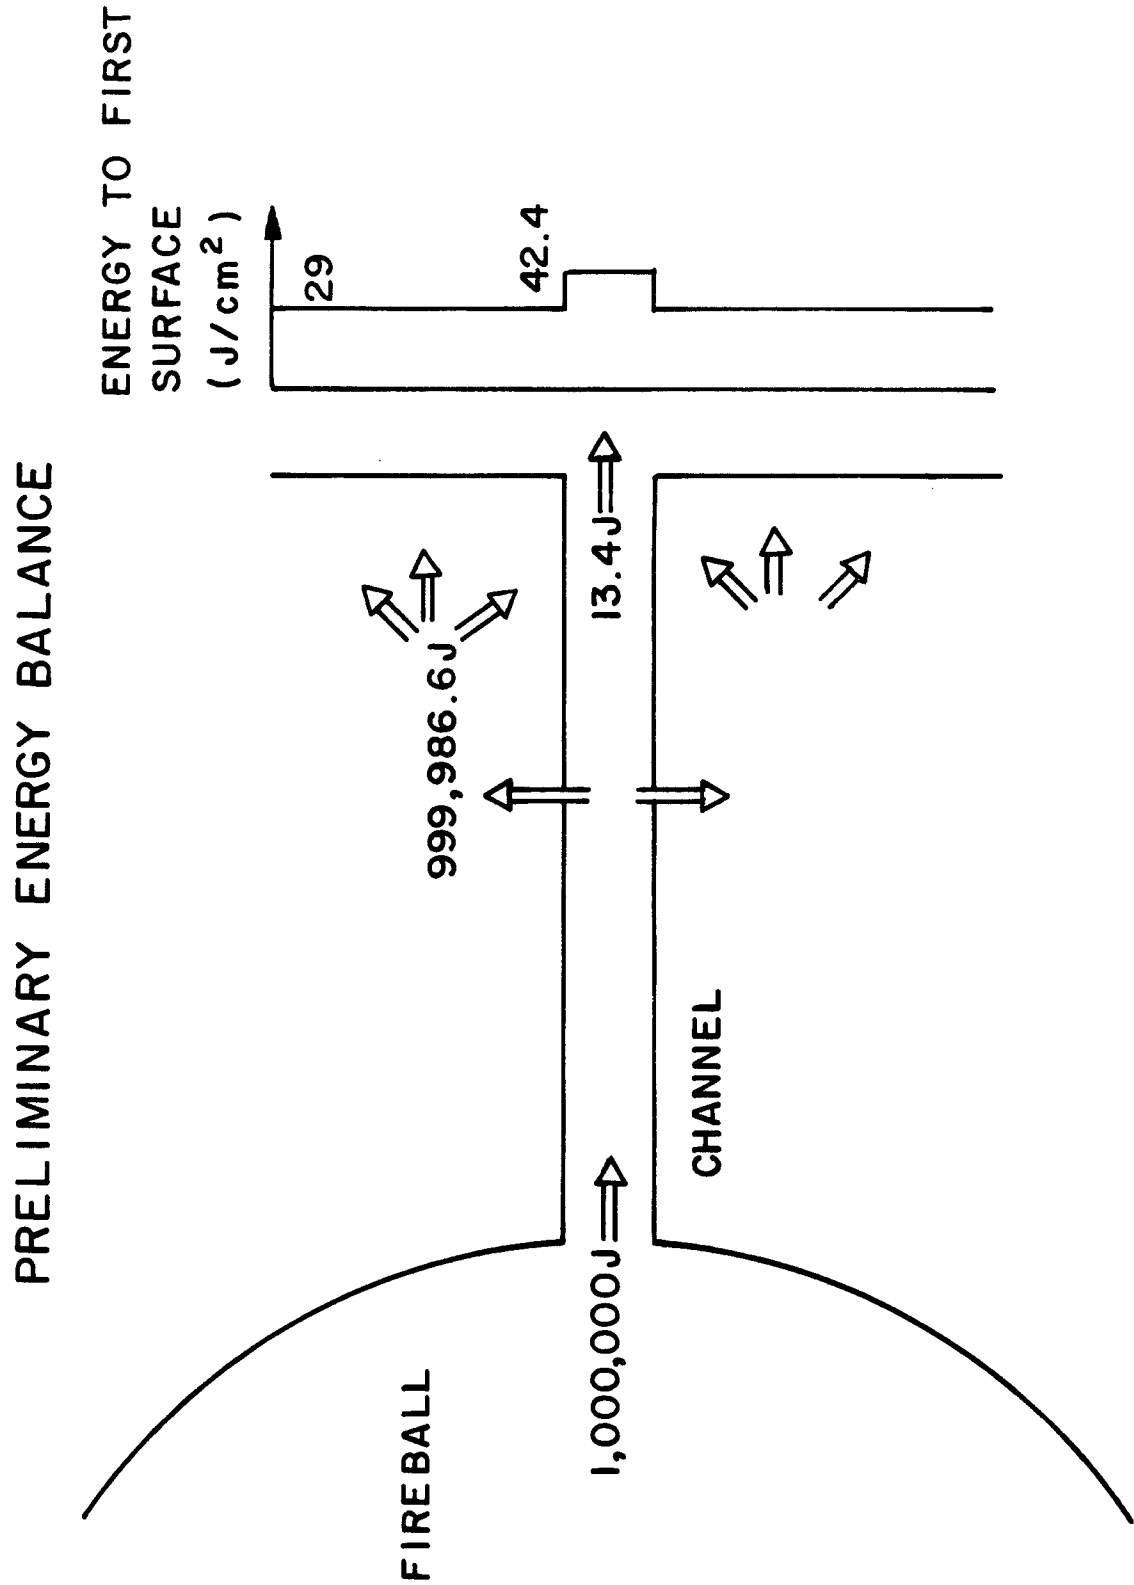 PRELIMINARY ENERGY BALANCE
ENERGY TO FIRST
SURFACE
(J/cm²)
29
42.4
999,986.6J
13.4J
1,000,000J
FIREBALL
CHANNEL